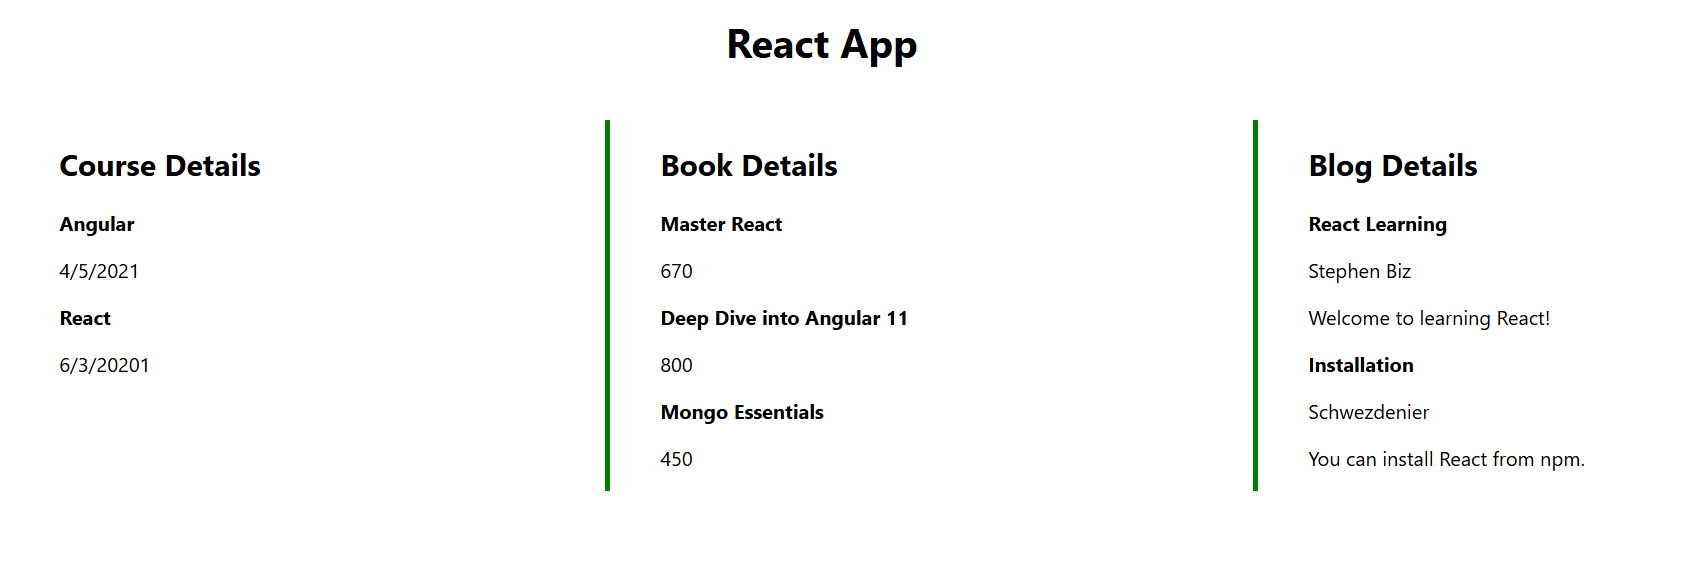 React App
Course Details
Angular
4/5/2021
React
6/3/20201
Book Details
Master React
670
Deep Dive into Angular 11
800
Mongo Essentials
450
Blog Details
React Learning
Stephen Biz
Welcome to learning React!
Installation
Schwezdenier
You can install React from npm.